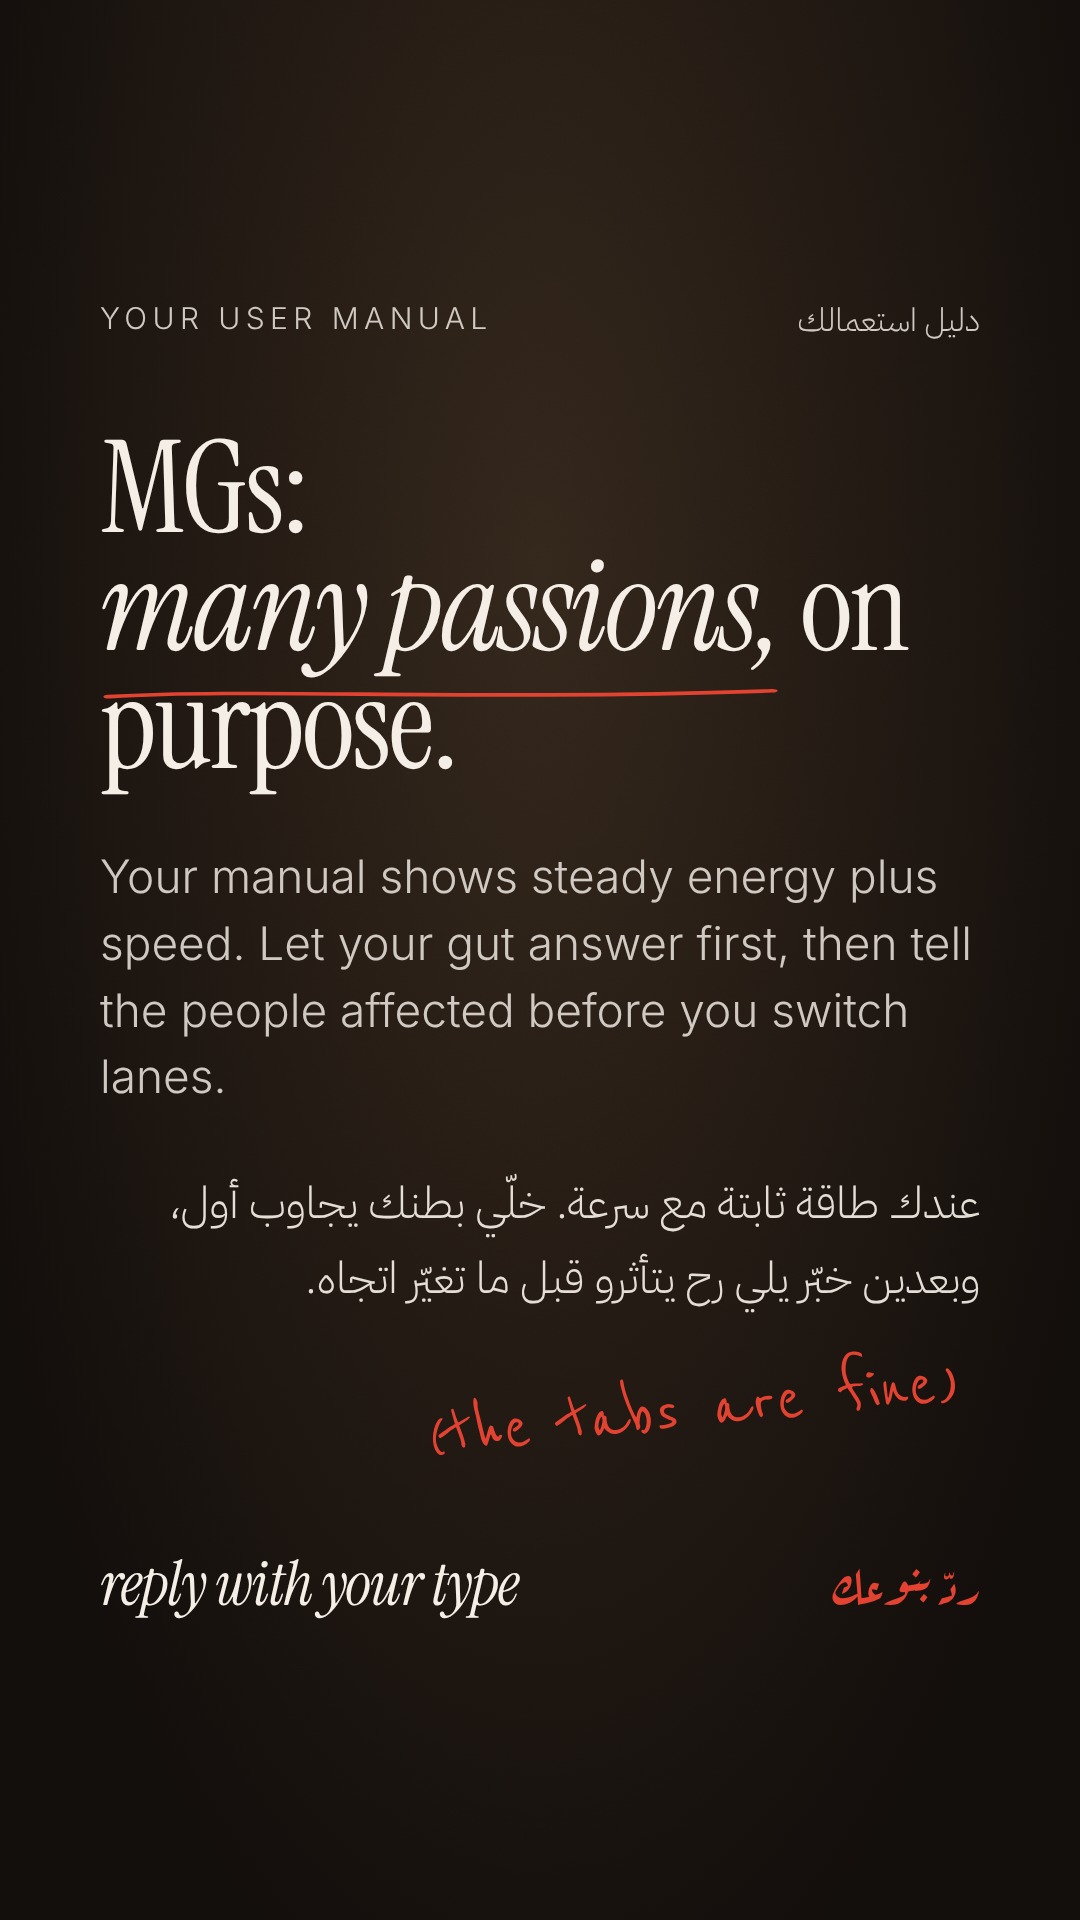 YOUR USER MANUAL
دليل استعمالك
MGs:
many passions, on
purpose.
Your manual shows steady energy plus
speed. Let your gut answer first, then tell
the people affected before you switch
lanes.
عندك طاقة ثابتة مع سرعة. خلّي بطنك يجاوب أول،
وبعدين خبّر يلي رح يتأثرو قبل ما تغيّر اتجاه.
(the tabs are fine)
reply with your type
ردّ بنوعك